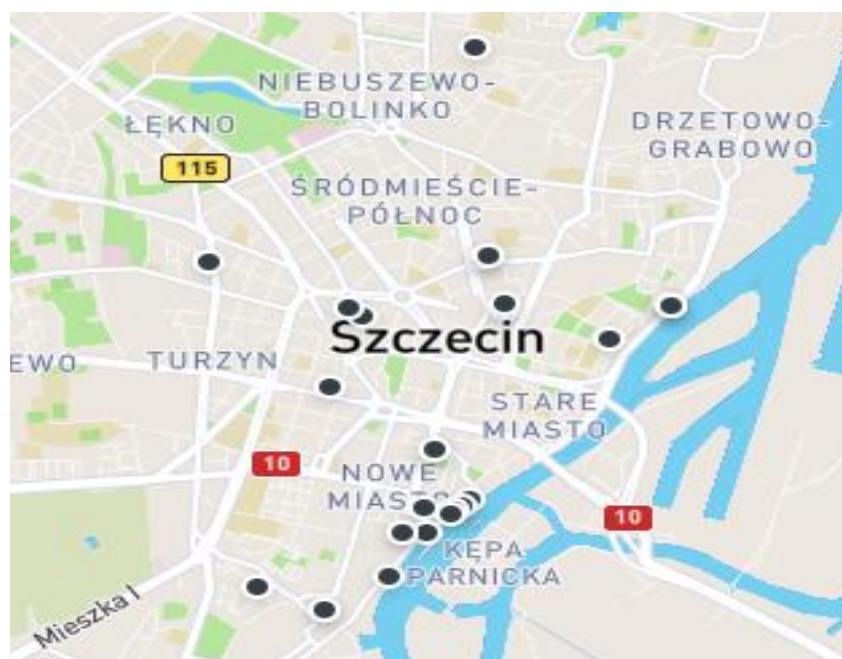 NIEBUSZEWO-
BOLINKO
ŁĘKNO
DRZETOWO-
GRABOWO
115
ŚRÓDMIEŚCIE-
PÓŁNOC
Szczecin
EWO
TURZYN
STARE
MIASTO
10
NOWE
MIASTO
10
KĘPA
PARNICKA
Mieszka I